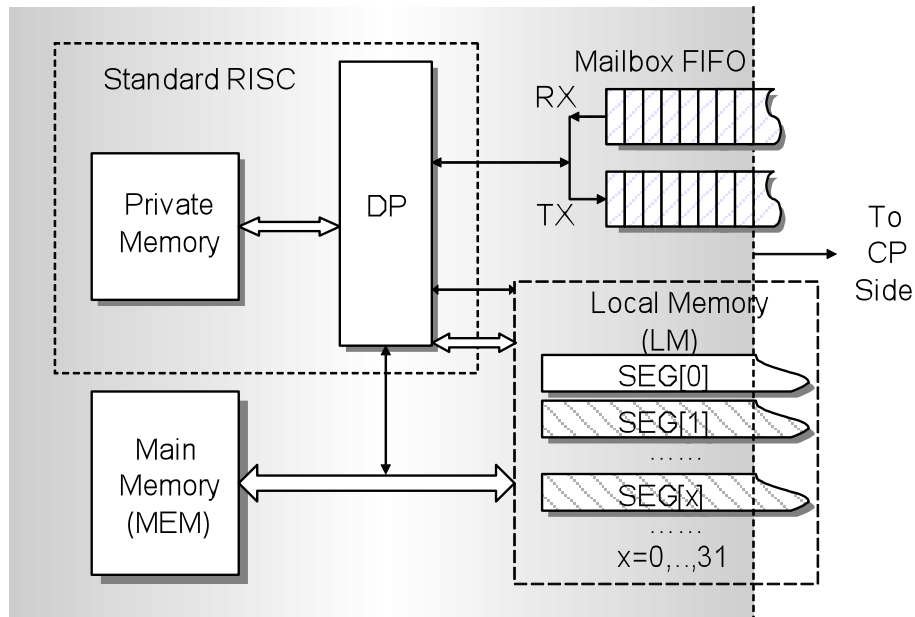 Standard RISC
Mailbox FIFO
RX
Private
Memory
DP
TX
To
CP
Side
Local Memory
(LM)
SEG[0]
SEG[1]
......
SEG[x]
......
x=0,..,31
Main
Memory
(MEM)